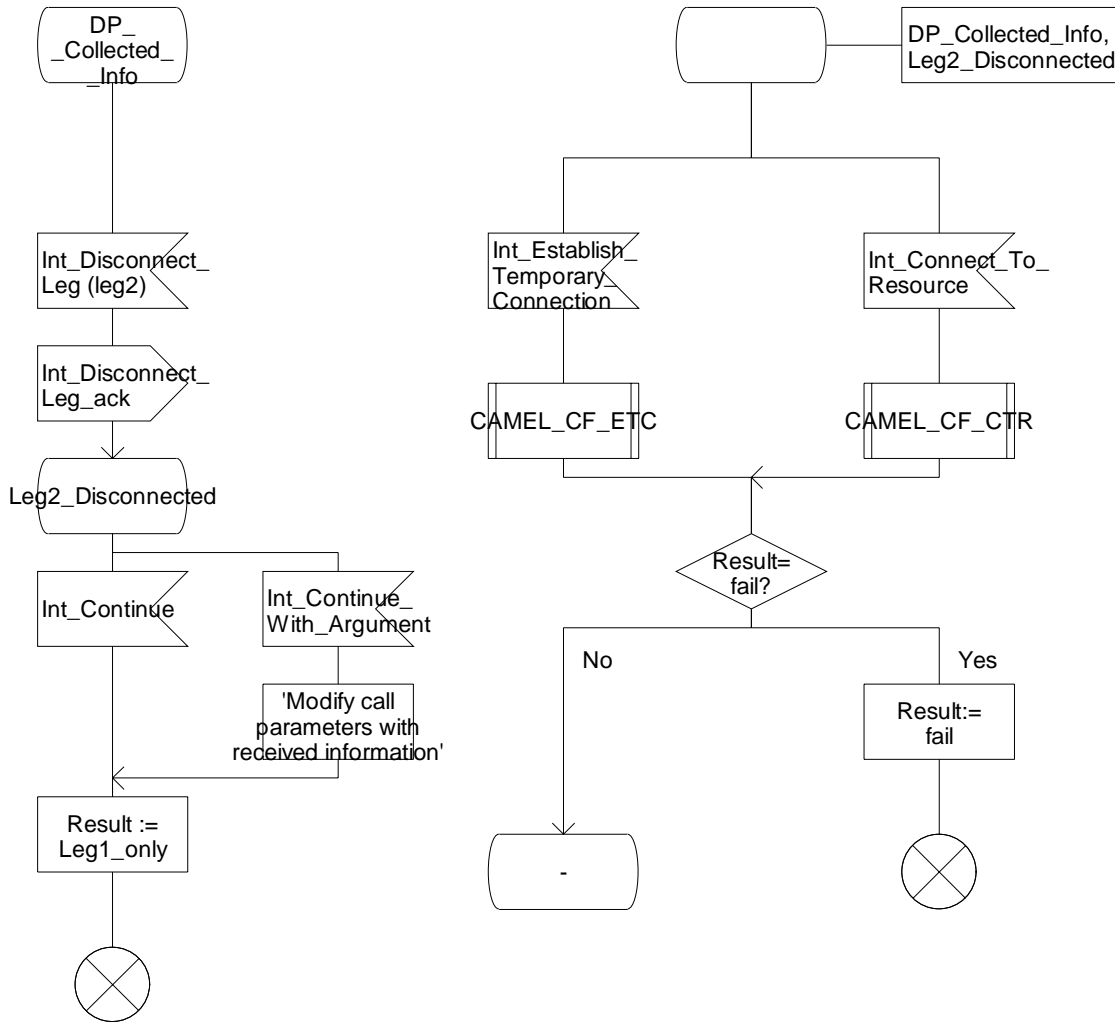 DP_
_Collected_
_Info
Int_Disconnect_
Leg (leg2)
Int_Disconnect_
Leg_ack
Leg2_Disconnected
Int_Continue
Int_Continue_
With_Argument
'Modify call
parameters with
received information'
Result :=
Leg1_only
DP_Collected_Info,
Leg2_Disconnected
Int_Establish_
Temporary_
Connection
Int_Connect_To_
Resource
CAMEL_CF_ETC
CAMEL_CF_CTR
Result=
fail?
No
Yes
Result:=
fail
-